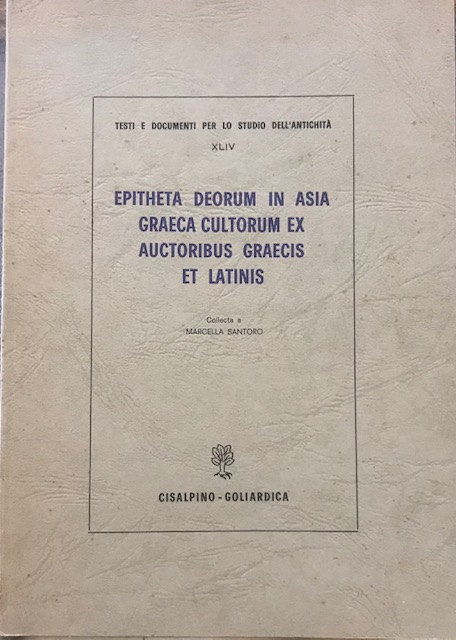 TESTI E DOCUMENTI PER LO STUDIO DELL'ANTICHITÀ
XLIV
EPITHETA DEORUM IN ASIA
GRAECA CULTORUM EX
AUCTORIBUS GRAECIS
ET LATINIS
Collecta a
MARCELLA SANTORO
CISALPINO - GOLIARDICA